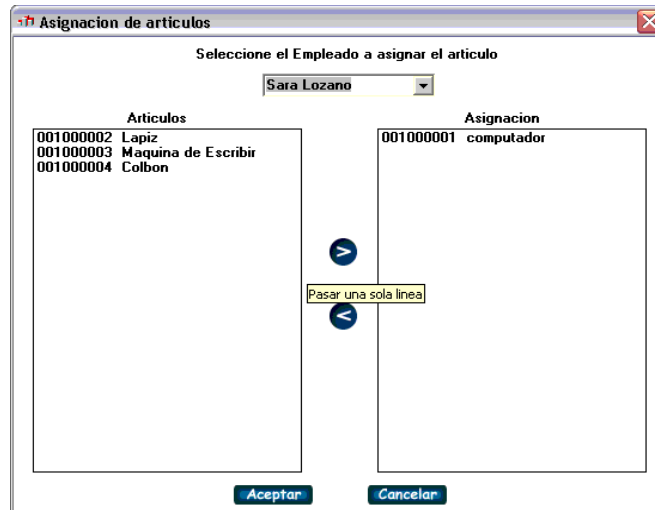 Asignacion de articulos
Seleccione el Empleado a asignar el articulo
Sara Lozano
Articulos
001000002 Lapiz
001000003 Maquina de Escribir
001000004 Colbon
Asignacion
001000001 computador
>
Pasar una sola linea
<
Aceptar
Cancelar